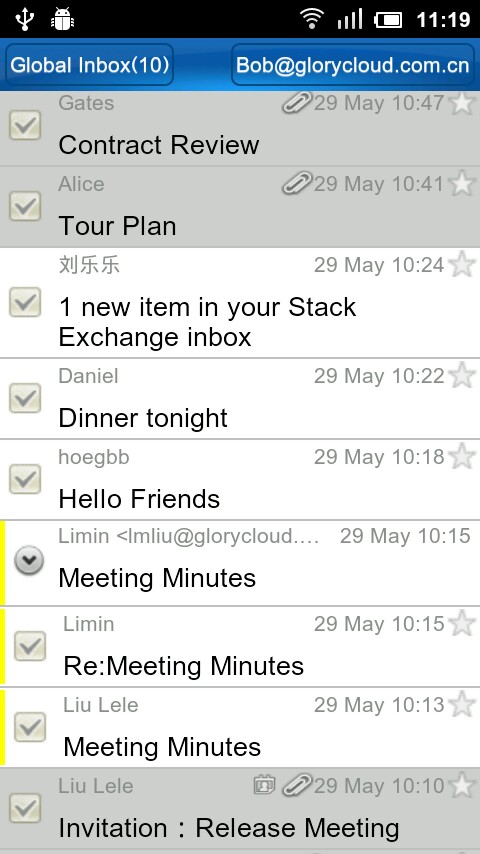 11:19
Global Inbox(10) Bob@glorycloud.com.cn
Gates 29 May 10:47
Contract Review
Alice 29 May 10:41
Tour Plan
刘乐乐 29 May 10:24
1 new item in your Stack
Exchange inbox
Daniel 29 May 10:22
Dinner tonight
hoegbb 29 May 10:18
Hello Friends
Limin <lmliu@glorycloud.... 29 May 10:15
Meeting Minutes
Limin 29 May 10:15
Re:Meeting Minutes
Liu Lele 29 May 10:13
Meeting Minutes
Liu Lele 29 May 10:10
Invitation : Release Meeting